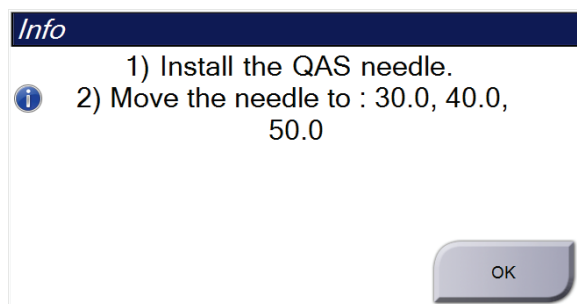 Info
1) Install the QAS needle.
2) Move the needle to : 30.0, 40.0,
50.0
OK